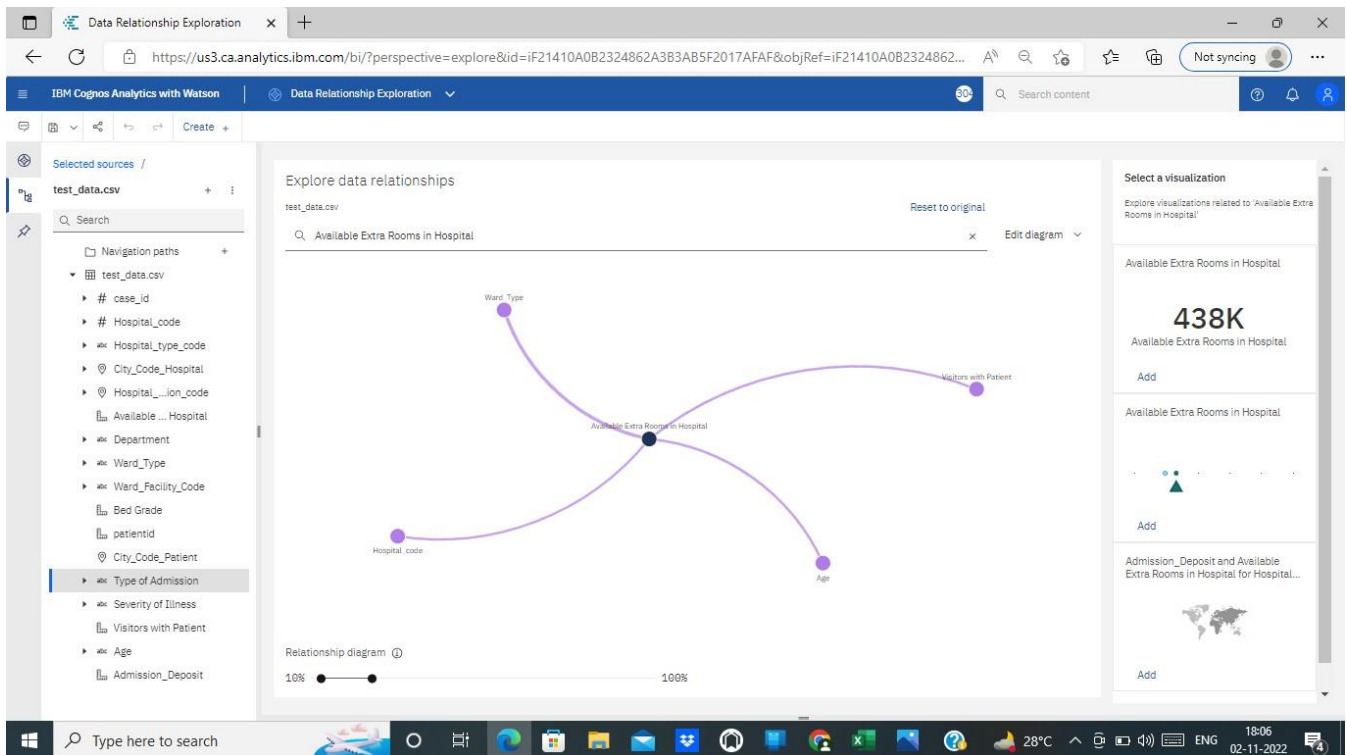 Data Relationship Exploration
https://us3.ca.analytics.ibm.com/bi/?perspective=explore&id=iF21410A0B2324862A3B3AB5F2017AFAF&objRef=iF21410A0B2324862...
Not syncing
IBM Cognos Analytics with Watson
Data Relationship Exploration
Search content
Create +
Selected sources /
test_data.csv
Search
Navigation paths
test_data.csv
# case_id
# Hospital_code
abc Hospital_type_code
City_Code_Hospital
Hospital_...ion_code
Available ... Hospital
abc Department
abc Ward_Type
abc Ward_Facility_Code
Bed Grade
patientid
City_Code_Patient
abc Type of Admission
abc Severity of Illness
Visitors with Patient
abc Age
Admission_Deposit
Explore data relationships
test_data.csv
Reset to original
Available Extra Rooms in Hospital
Edit diagram
Ward_Type
Visitors with Patient
Available Extra Rooms in Hospital
Hospital_code
Age
Relationship diagram
10%
100%
Select a visualization
Explore visualizations related to 'Available Extra
Rooms in Hospital'
Available Extra Rooms in Hospital
438K
Available Extra Rooms in Hospital
Add
Available Extra Rooms in Hospital
Add
Admission_Deposit and Available
Extra Rooms in Hospital for Hospital...
Add
Type here to search
28°C
ENG
18:06
02-11-2022